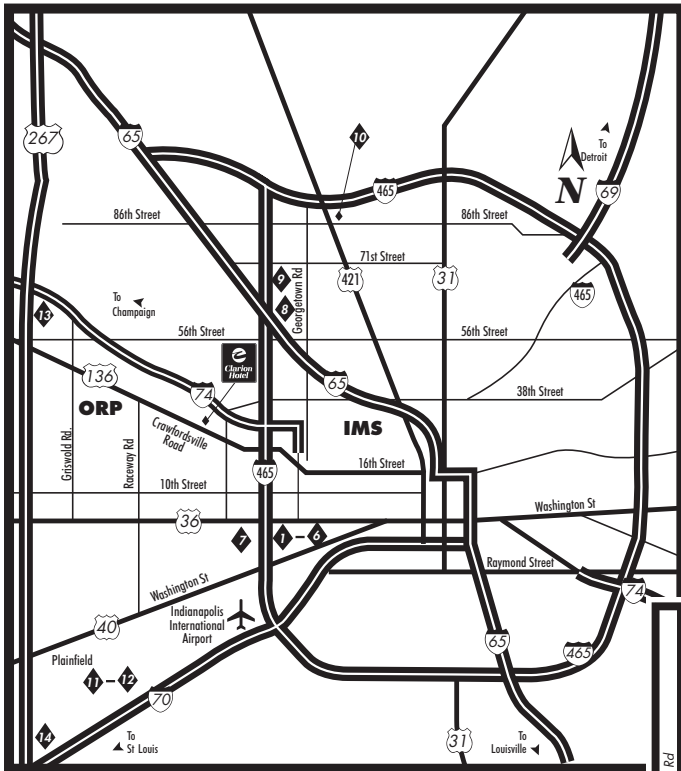 267
65
10
To
Detroit
N
465
69
86th Street
86th Street
71st Street
421
31
9
Georgetown Rd
8
465
13
To
Champaign
56th Street
56th Street
Clarion
Hotel
136
74
65
38th Street
ORP
IMS
Crawfordsville
Road
Griswold Rd.
Raceway Rd
465
16th Street
10th Street
Washington St
36
7
1 – 6
Raymond Street
Washington St
74
Indianapolis
International
Airport
40
65
465
Plainfield
11 – 12
70
14
To
St Louis
31
To
Louisville
Rd